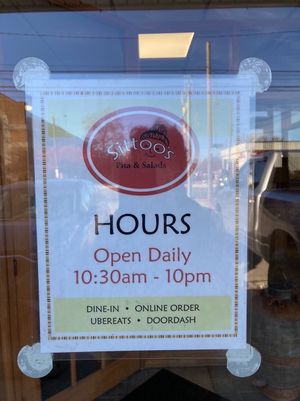 Sittoo's
Pita & Salads
HOURS
Open Daily
10:30am - 10pm
DINE-IN • ONLINE ORDER
UBEREATS • DOORDASH